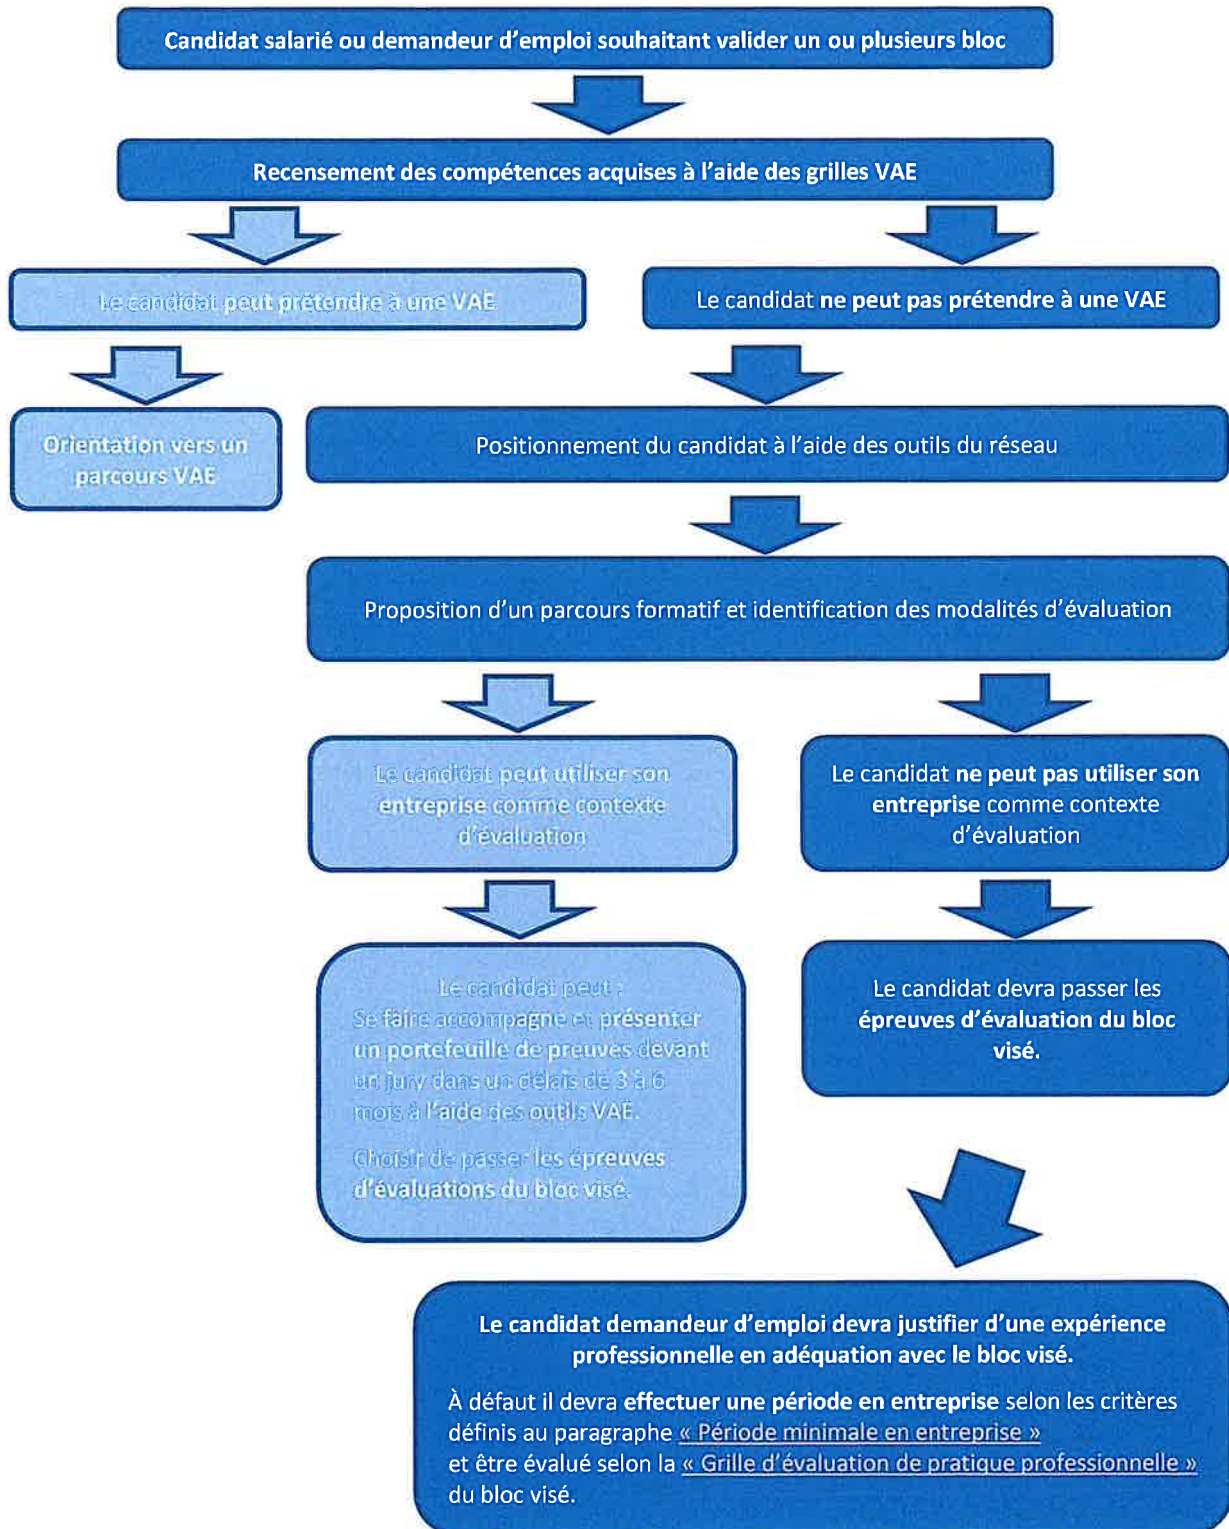 Candidat salarié ou demandeur d'emploi souhaitant valider un ou plusieurs bloc
Recensement des compétences acquises à l'aide des grilles VAE
Le candidat peut prétendre à une VAE
Le candidat ne peut pas prétendre à une VAE
Orientation vers un
parcours VAE
Positionnement du candidat à l'aide des outils du réseau
Proposition d'un parcours formatif et identification des modalités d'évaluation
Le candidat peut utiliser son
entreprise comme contexte
d'évaluation
Le candidat ne peut pas utiliser son
entreprise comme contexte
d'évaluation
Le candidat peut :
Se faire accompagné et présenter
un portefeuille de preuves devant
un jury dans un délais de 3 à 6
mois à l'aide des outils VAE.
Choisir de passer les épreuves
d'évaluations du bloc visé.
Le candidat devra passer les
épreuves d'évaluation du bloc
visé.
Le candidat demandeur d'emploi devra justifier d'une expérience
professionnelle en adéquation avec le bloc visé.
À défaut il devra effectuer une période en entreprise selon les critères
définis au paragraphe « Période minimale en entreprise »
et être évalué selon la « Grille d'évaluation de pratique professionnelle »
du bloc visé.